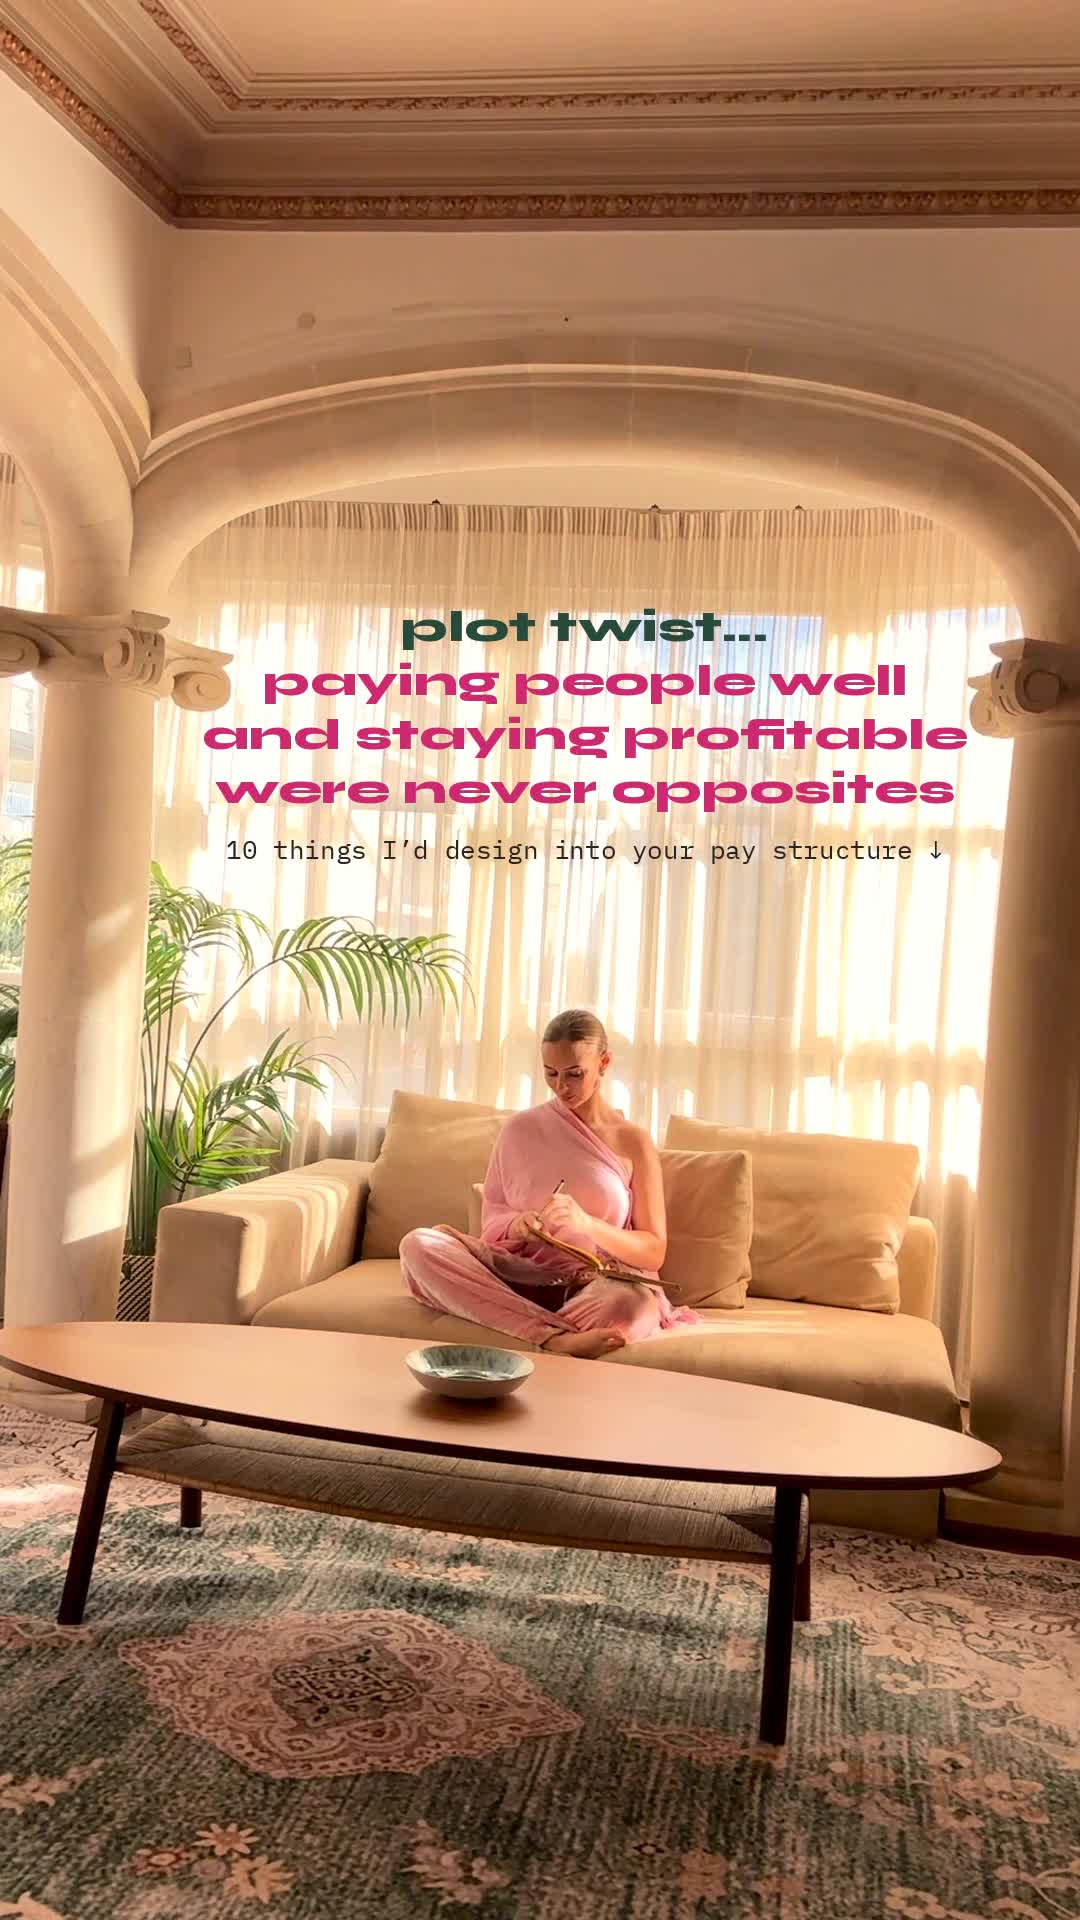 plot twist...
paying people well
and staying profitable
were never opposites
10 things I'd design into your pay structure ↓